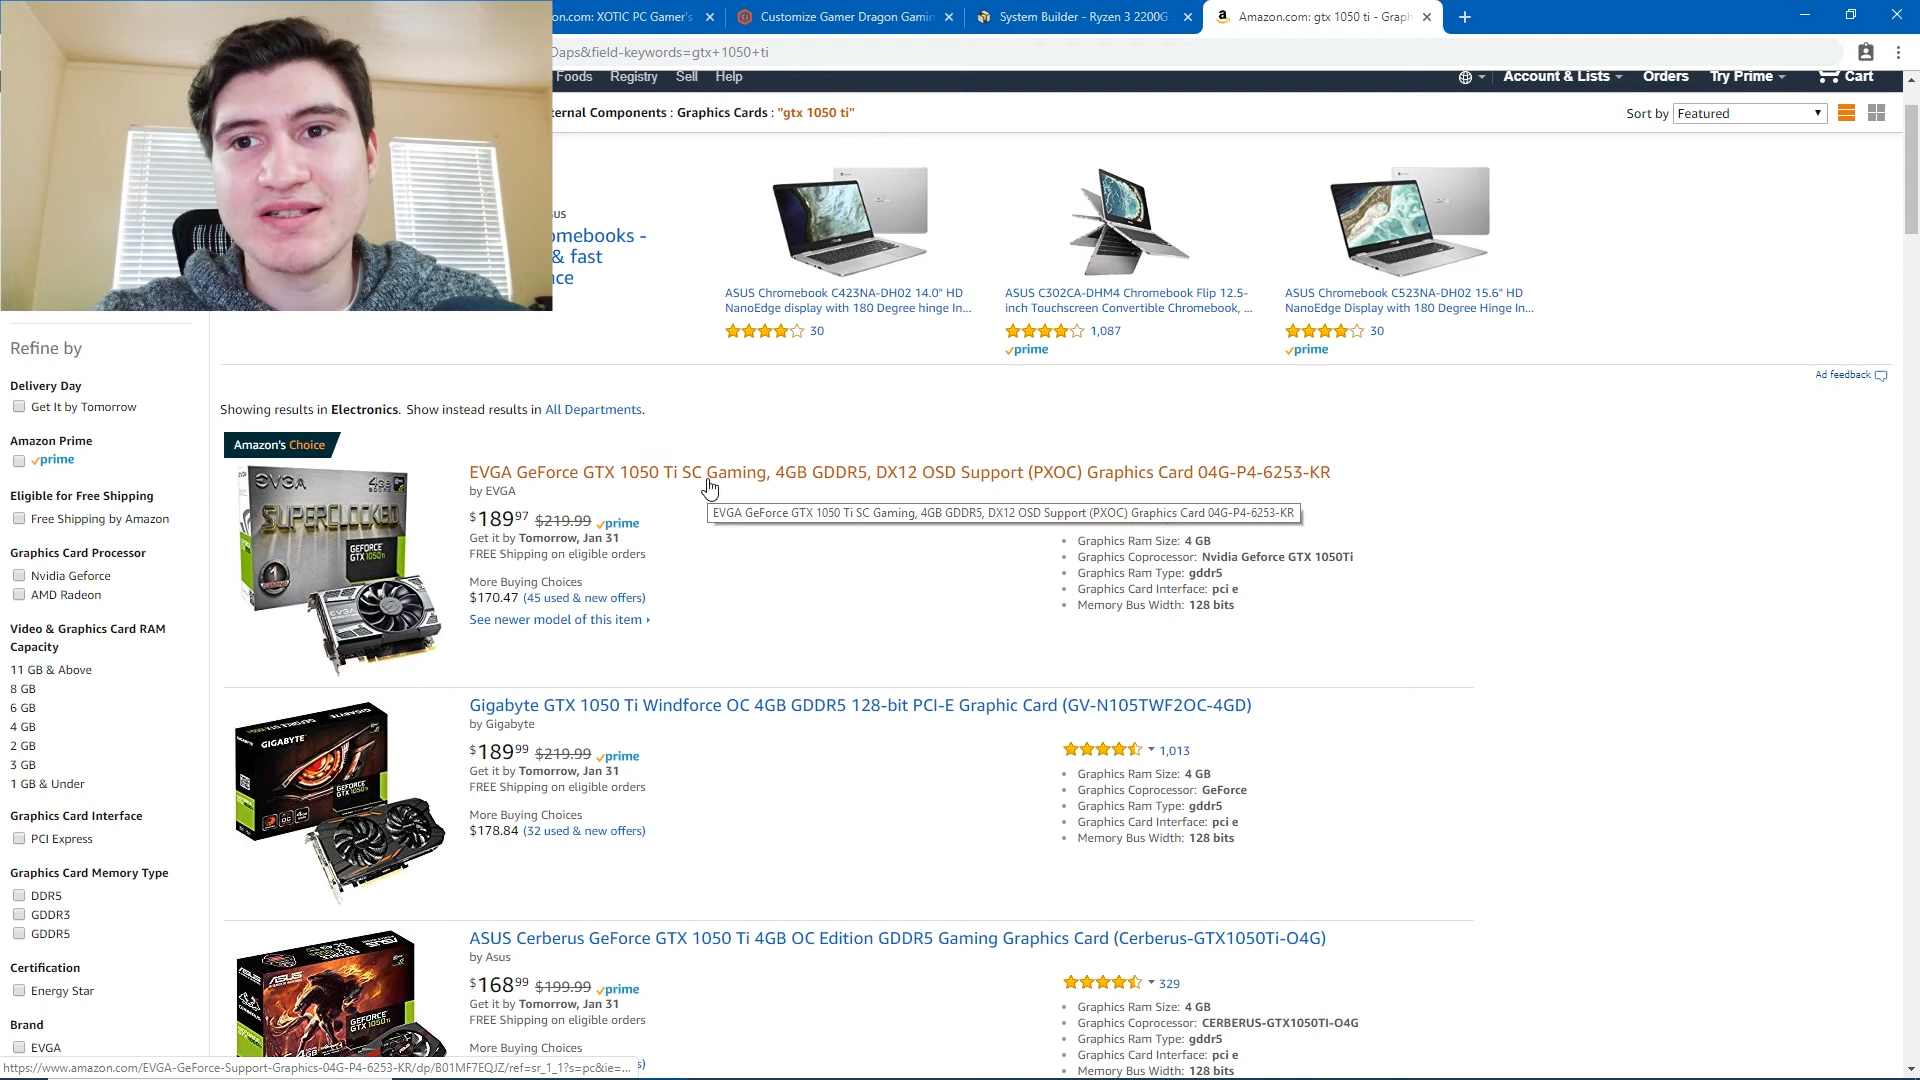 on.com: XOTIC PC Gamer's
Customize Gamer Dragon Gamin
System Builder - Ryzen 3 2200G
Amazon.com: gtx 1050 ti - Graph
Daps&field-keywords=gtx+1050+ti
Foods Registry Sell Help
Account & Lists Orders Try Prime Cart
ernal Components : Graphics Cards : "gtx 1050 ti"
Sort by Featured
us
omebooks -
& fast
nce
ASUS Chromebook C423NA-DH02 14.0" HD
NanoEdge display with 180 Degree hinge In...
30
ASUS C302CA-DHM4 Chromebook Flip 12.5-
inch Touchscreen Convertible Chromebook, ...
1,087
prime
ASUS Chromebook C523NA-DH02 15.6" HD
NanoEdge Display with 180 Degree Hinge In...
30
prime
Ad feedback
Refine by
Delivery Day
Get It by Tomorrow
Amazon Prime
prime
Eligible for Free Shipping
Free Shipping by Amazon
Graphics Card Processor
Nvidia Geforce
AMD Radeon
Video & Graphics Card RAM
Capacity
11 GB & Above
8 GB
6 GB
4 GB
2 GB
3 GB
1 GB & Under
Graphics Card Interface
PCI Express
Graphics Card Memory Type
DDR5
GDDR3
GDDR5
Certification
Energy Star
Brand
EVGA
Showing results in Electronics. Show instead results in All Departments.
Amazon's Choice
EVGA
4GB
SUPERCLOCKED
GEFORCE
GTX 1050Ti
EVGA GeForce GTX 1050 Ti SC Gaming, 4GB GDDR5, DX12 OSD Support (PXOC) Graphics Card 04G-P4-6253-KR
by EVGA
EVGA GeForce GTX 1050 Ti SC Gaming, 4GB GDDR5, DX12 OSD Support (PXOC) Graphics Card 04G-P4-6253-KR
$189 97 $219.99 prime
Get it by Tomorrow, Jan 31
FREE Shipping on eligible orders
More Buying Choices
$170.47 (45 used & new offers)
See newer model of this item
Graphics Ram Size: 4 GB
Graphics Coprocessor: Nvidia Geforce GTX 1050Ti
Graphics Ram Type: gddr5
Graphics Card Interface: pci e
Memory Bus Width: 128 bits
GIGABYTE
GEFORCE
GTX 1050Ti
Gigabyte GTX 1050 Ti Windforce OC 4GB GDDR5 128-bit PCI-E Graphic Card (GV-N105TWF2OC-4GD)
by Gigabyte
$189 99 $219.99 prime
Get it by Tomorrow, Jan 31
FREE Shipping on eligible orders
More Buying Choices
$178.84 (32 used & new offers)
1,013
Graphics Ram Size: 4 GB
Graphics Coprocessor: GeForce
Graphics Ram Type: gddr5
Graphics Card Interface: pci e
Memory Bus Width: 128 bits
ASUS
GEFORCE
GTX 1050Ti
ASUS Cerberus GeForce GTX 1050 Ti 4GB OC Edition GDDR5 Gaming Graphics Card (Cerberus-GTX1050Ti-O4G)
by Asus
$168 99 $199.99 prime
Get it by Tomorrow, Jan 31
FREE Shipping on eligible orders
More Buying Choices
329
Graphics Ram Size: 4 GB
Graphics Coprocessor: CERBERUS-GTX1050TI-O4G
Graphics Ram Type: gddr5
Graphics Card Interface: pci e
Memory Bus Width: 128 bits
https://www.amazon.com/EVGA-GeForce-Support-Graphics-04G-P4-6253-KR/dp/B01MF7EQJZ/ref=sr_1_1?s=pc&ie=...